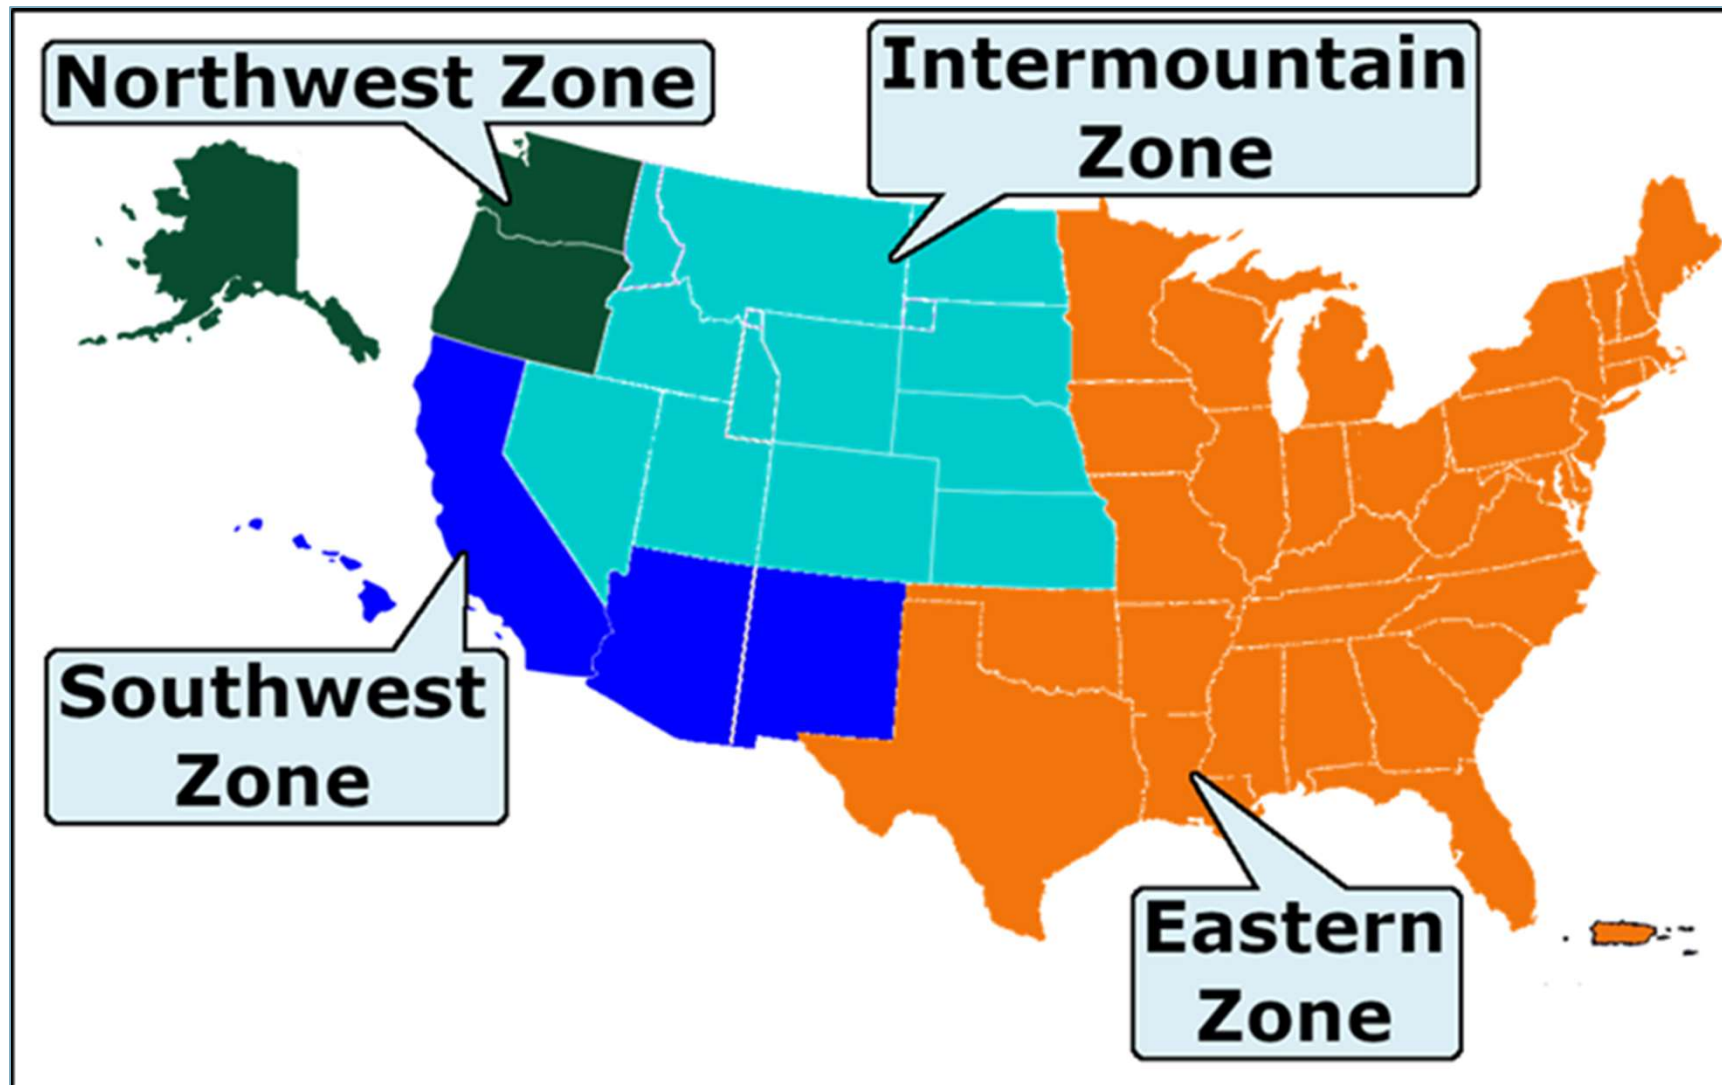 Northwest Zone
Intermountain
Zone
Southwest
Zone
Eastern
Zone